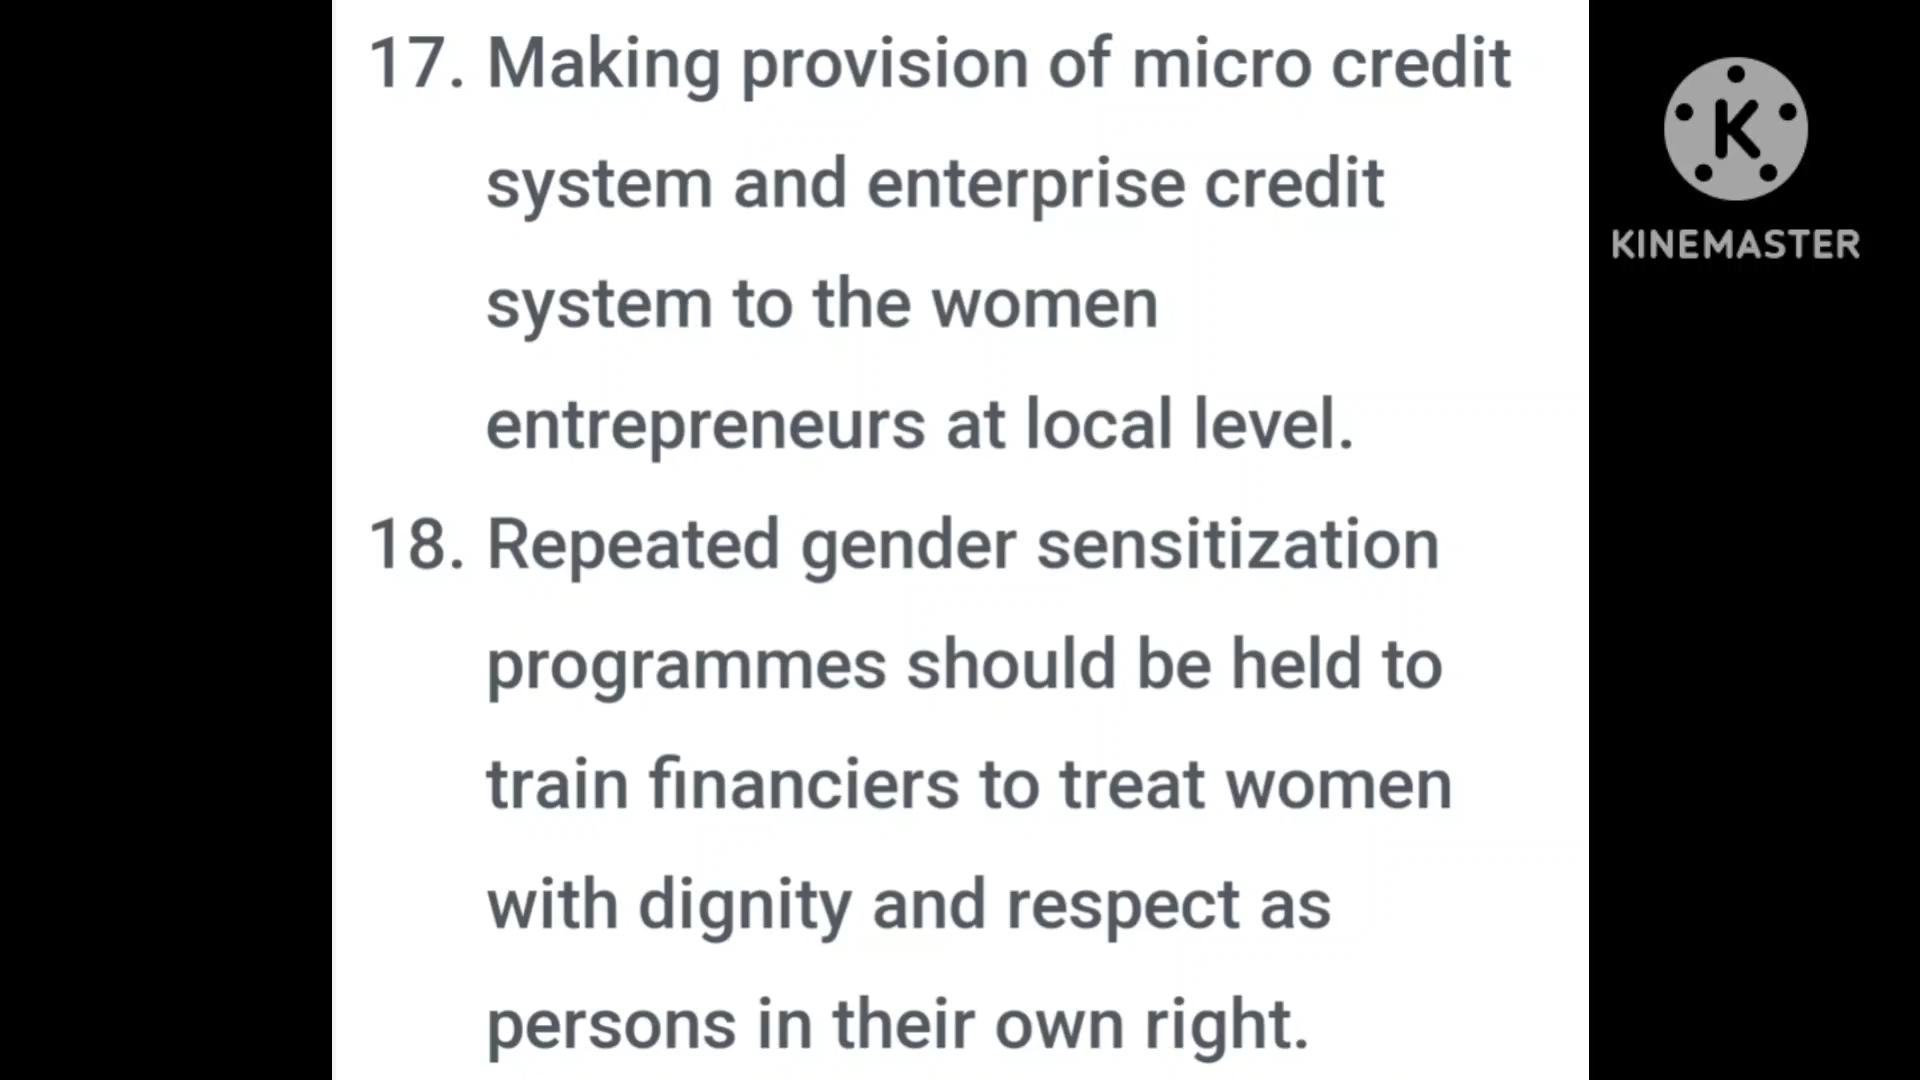 17. Making provision of micro credit
system and enterprise credit
system to the women
entrepreneurs at local level.
18. Repeated gender sensitization
programmes should be held to
train financiers to treat women
with dignity and respect as
persons in their own right.
K
KINEMASTER